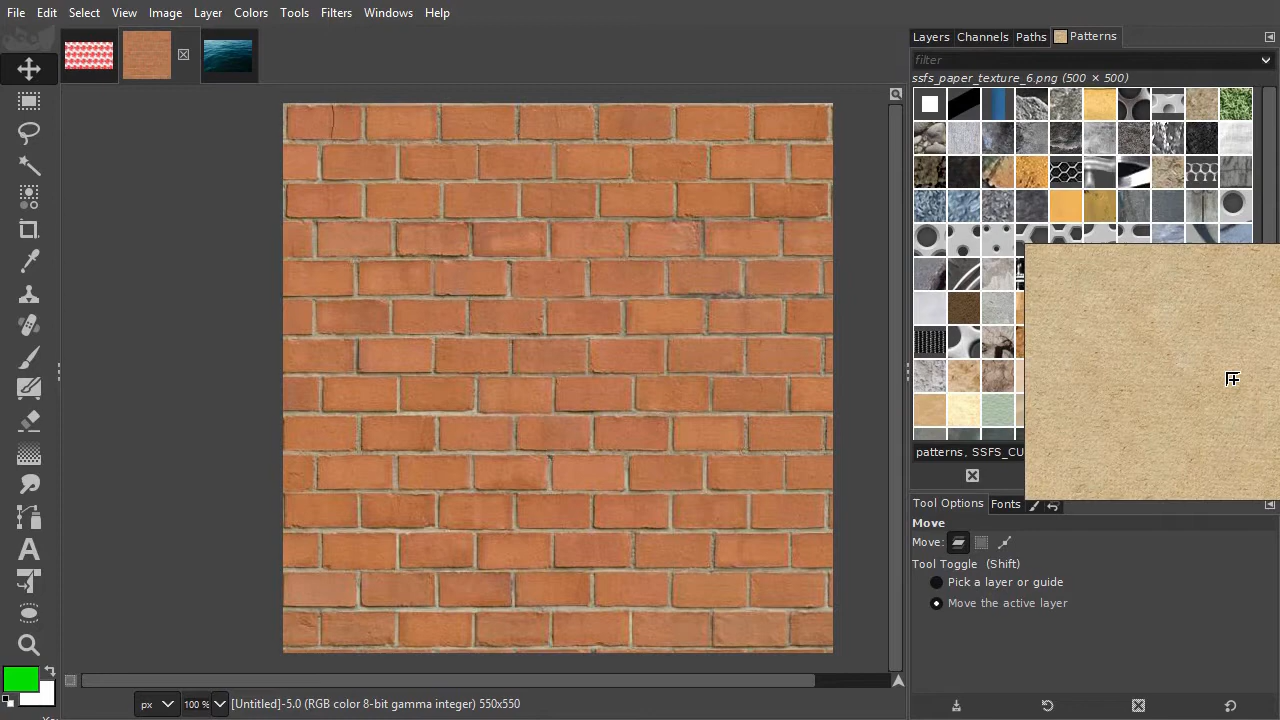 File Edit Select View Image Layer Colors Tools Filters Windows Help
Layers Channels Paths Patterns
filter
ssfs_paper_texture_6.png (500 × 500)
patterns, SSFS_CU
Tool Options Fonts
Move
Move:
Tool Toggle  (Shift)
Pick a layer or guide
Move the active layer
px 100 % [Untitled]-5.0 (RGB color 8-bit gamma integer) 550x550